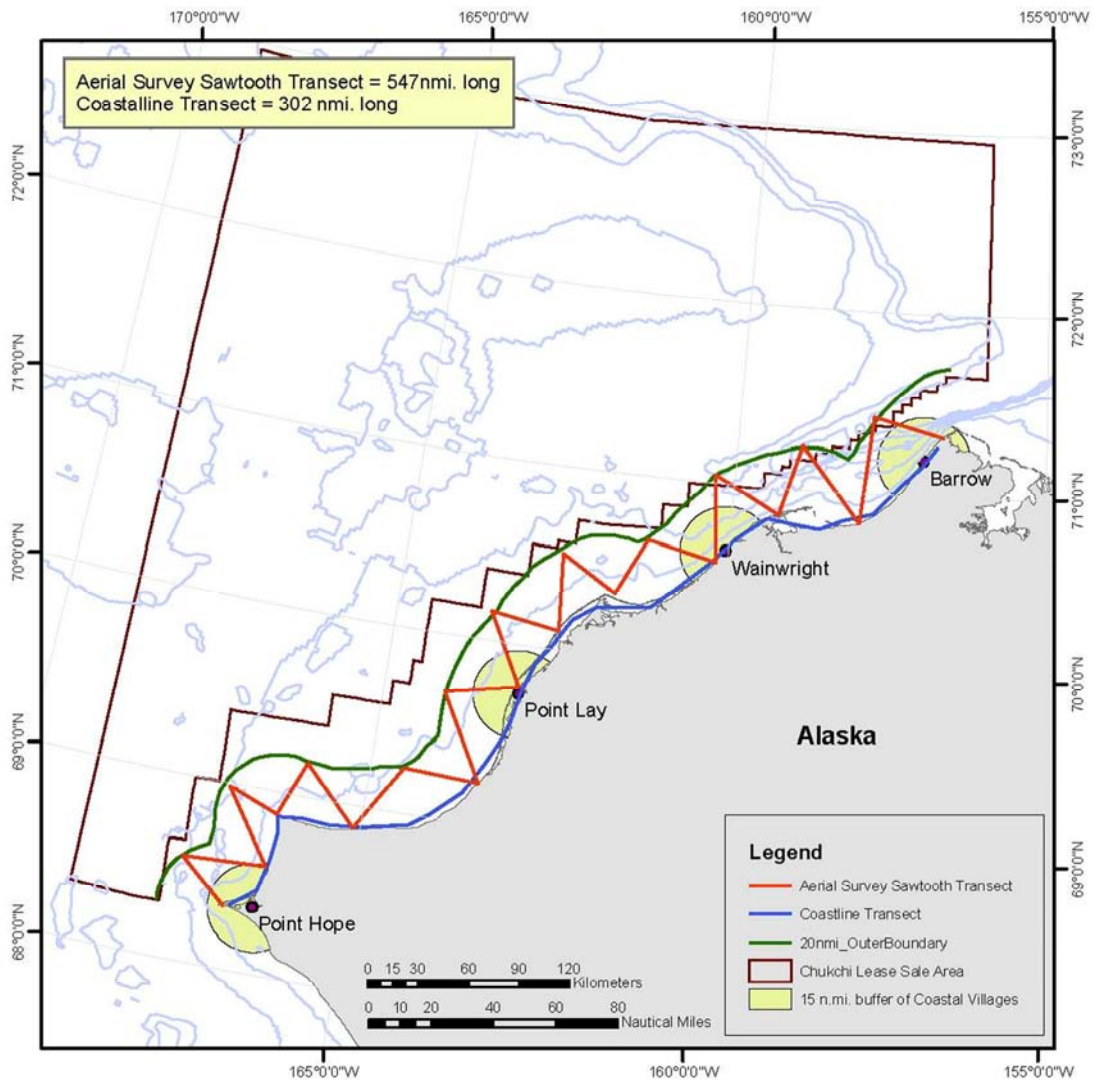 170°0'0"W
165°0'0"W
160°0'0"W
155°0'0"W
Aerial Survey Sawtooth Transect = 547nmi. long
Coastalline Transect = 302 nmi. long
73°0'0"N
72°0'0"N
72°0'0"N
71°0'0"N
71°0'0"N
70°0'0"N
70°0'0"N
69°0'0"N
69°0'0"N
68°0'0"N
Barrow
Wainwright
Point Lay
Alaska
Point Hope
Legend
Aerial Survey Sawtooth Transect
Coastline Transect
20nmi_OuterBoundary
Chukchi Lease Sale Area
15 n.mi. buffer of Coastal Villages
0 15 30 60 90 120
Kilometers
0 10 20 40 60 80
Nautical Miles
165°0'0"W
160°0'0"W
155°0'0"W